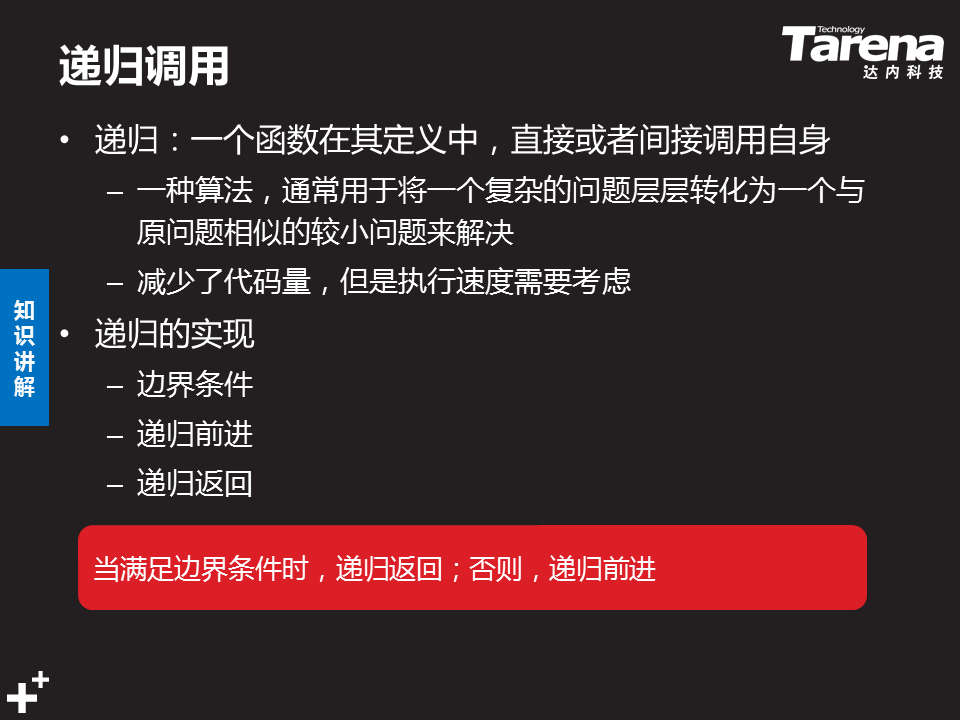 递归调用
Technology
Tarena
达内科技
• 递归：一个函数在其定义中，直接或者间接调用自身
– 一种算法，通常用于将一个复杂的问题层层转化为一个与
原问题相似的较小问题来解决
– 减少了代码量，但是执行速度需要考虑
知识讲解
• 递归的实现
– 边界条件
– 递归前进
– 递归返回
当满足边界条件时，递归返回；否则，递归前进